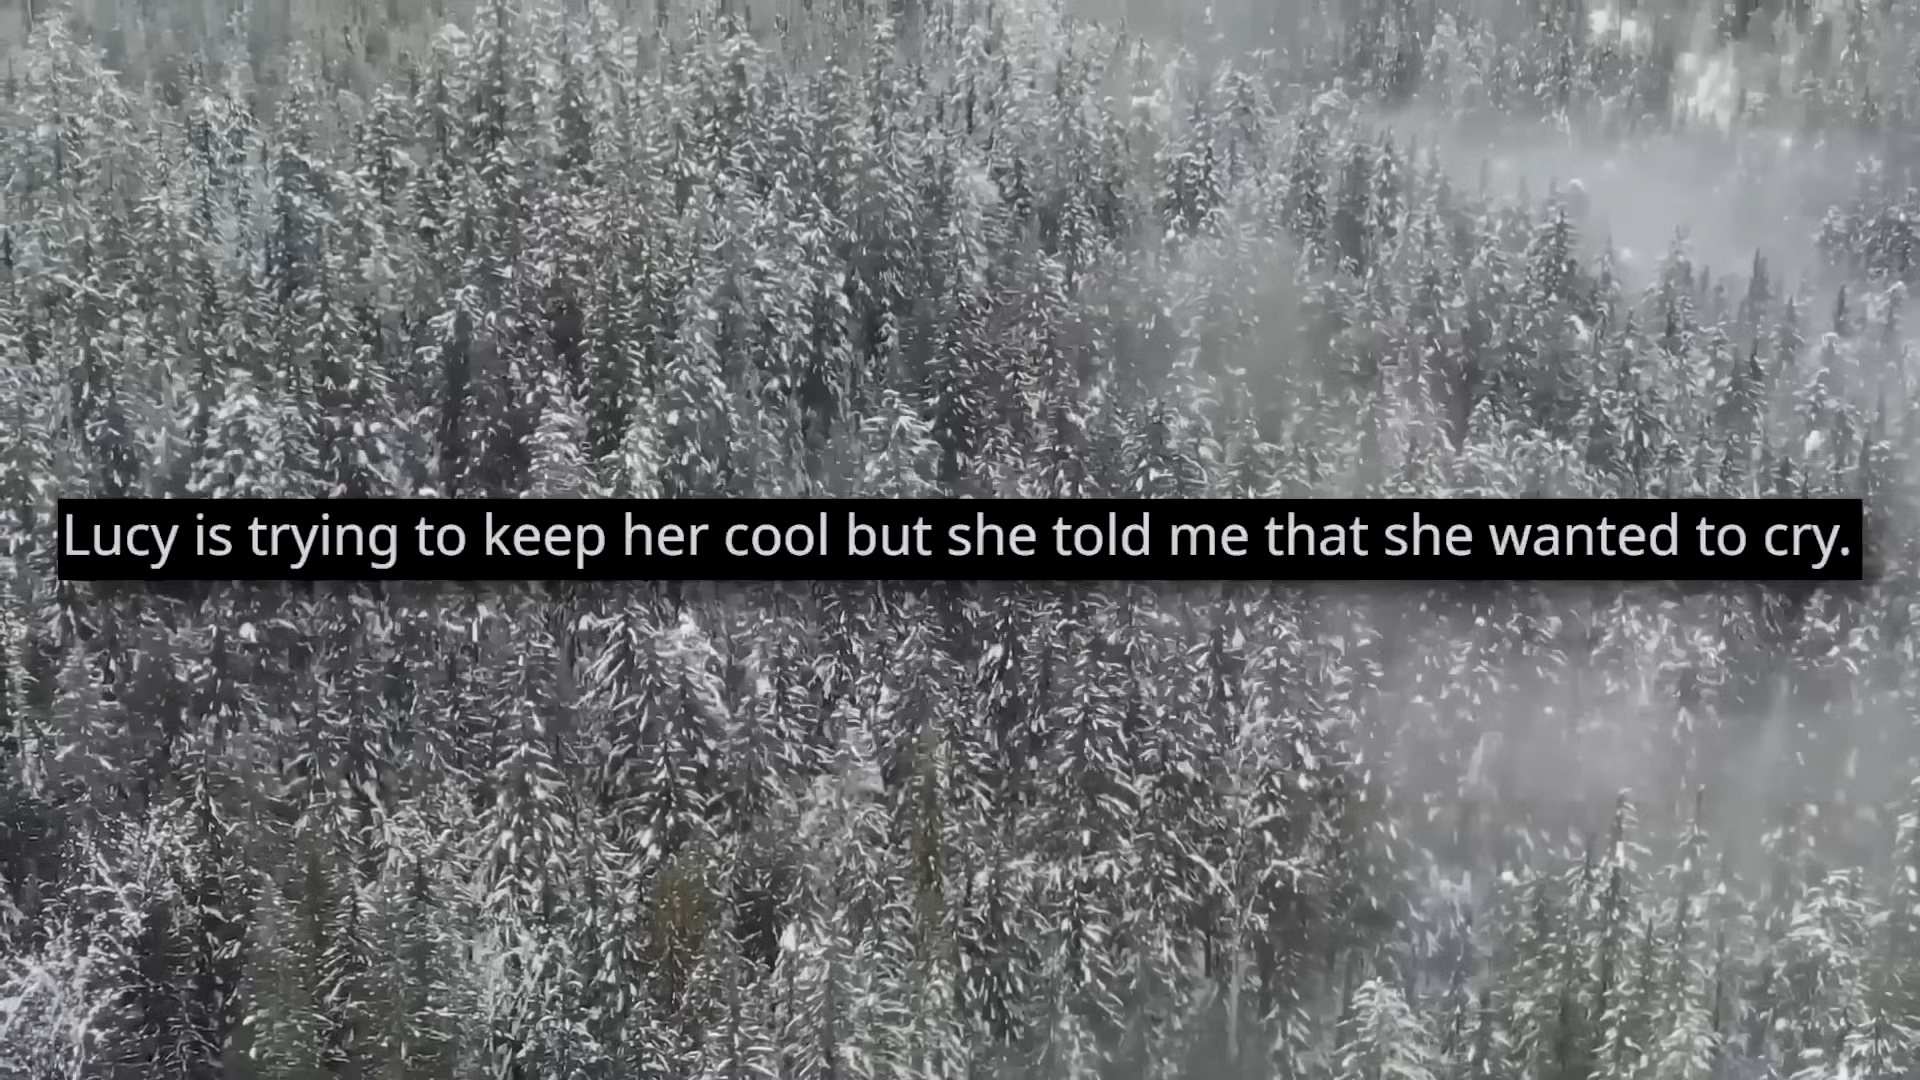 Lucy is trying to keep her cool but she told me that she wanted to cry.